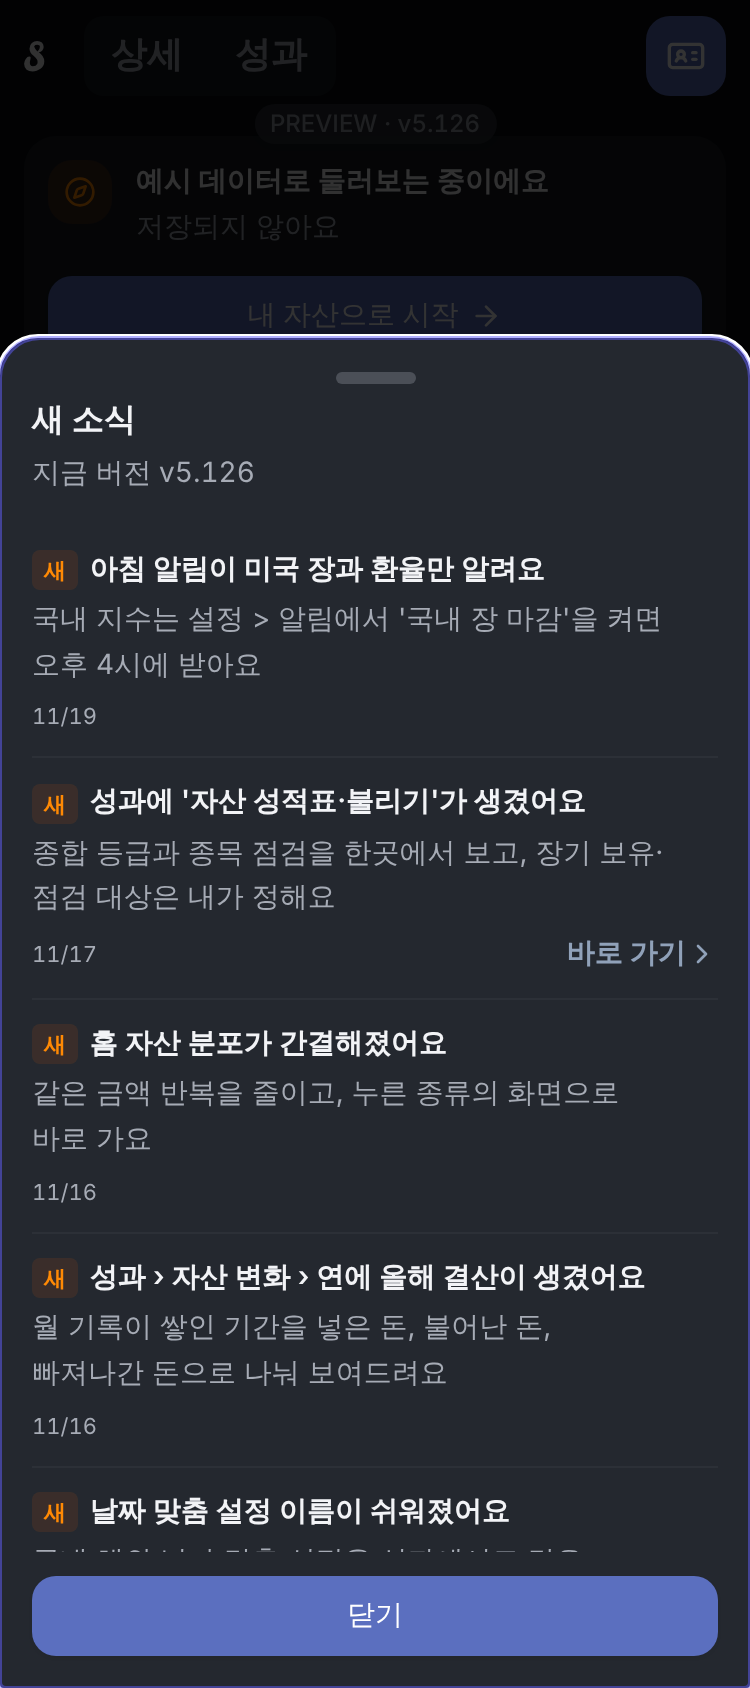 S
상세 성과
PREVIEW · v5.126
예시 데이터로 둘러보는 중이에요
저장되지 않아요
내 자산으로 시작 →
새 소식
지금 버전 v5.126
새 아침 알림이 미국 장과 환율만 알려요
국내 지수는 설정 > 알림에서 '국내 장 마감'을 켜면
오후 4시에 받아요
11/19
새 성과에 '자산 성적표·불리기'가 생겼어요
종합 등급과 종목 점검을 한곳에서 보고, 장기 보유·
점검 대상은 내가 정해요
11/17 바로 가기 >
새 홈 자산 분포가 간결해졌어요
같은 금액 반복을 줄이고, 누른 종류의 화면으로
바로 가요
11/16
새 성과 › 자산 변화 › 연에 올해 결산이 생겼어요
월 기록이 쌓인 기간을 넣은 돈, 불어난 돈,
빠져나간 돈으로 나눠 보여드려요
11/16
새 날짜 맞춤 설정 이름이 쉬워졌어요
닫기